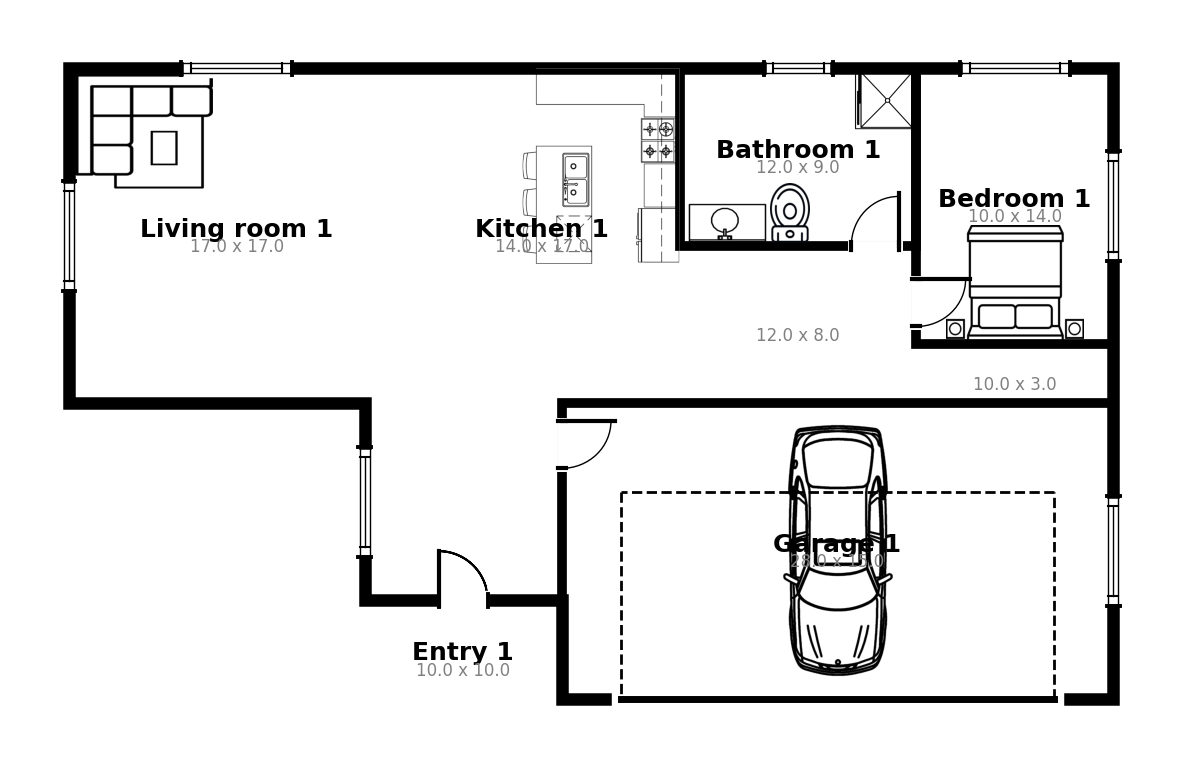 Bathroom 1
12.0 x 9.0
Bedroom 1
10.0 x 14.0
Living room 1
17.0 x 17.0
Kitchen 1
14.0 x 17.0
12.0 x 8.0
10.0 x 3.0
Garage 1
28.0 x 15.0
Entry 1
10.0 x 10.0